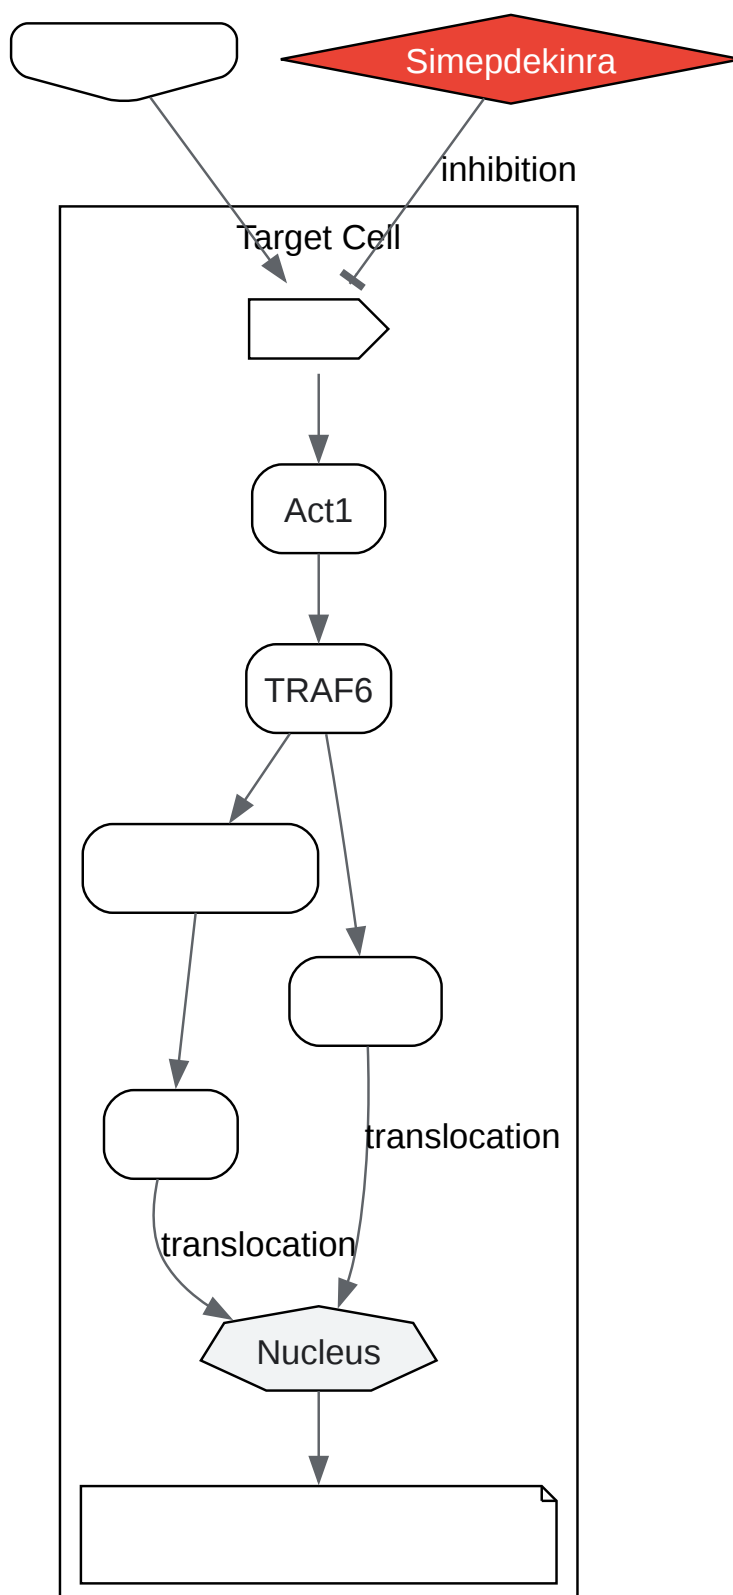 Simepdekinra
inhibition
Target Cell
Act1
TRAF6
translocation
translocation
Nucleus